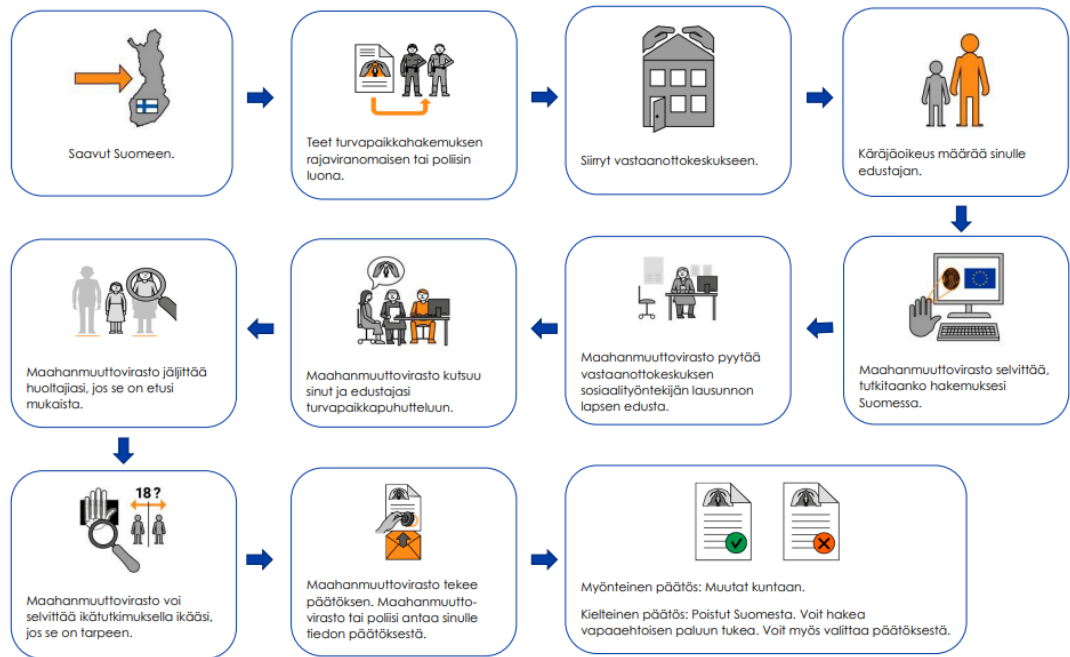 Saavut Suomeen.
Teet turvapaikkahakemuksen
rajaviranomaisen tai poliisin
luona.
Siirryt vastaanottokeskukseen.
Käräjäoikeus määrää sinulle
edustajan.
Maahanmuuttovirasto selvittää,
tutkitaanko hakemuksesi
Suomessa.
Maahanmuuttovirasto pyytää
vastaanottokeskuksen
sosiaalityöntekijän lausunnon
lapsen edusta.
Maahanmuuttovirasto kutsuu
sinut ja edustajasi
turvapaikkapuhutteluun.
Maahanmuuttovirasto jäljittää
huoltajiasi, jos se on etusi
mukaista.
18 ?
Maahanmuuttovirasto voi
selvittää ikätutkimuksella ikääsi,
jos se on tarpeen.
Maahanmuuttovirasto tekee
päätöksen. Maahanmuutto-
virasto tai poliisi antaa sinulle
tiedon päätöksestä.
Myönteinen päätös: Muutat kuntaan.
Kielteinen päätös: Poistut Suomesta. Voit hakea
vapaaehtoisen paluun tukea. Voit myös valittaa päätöksestä.